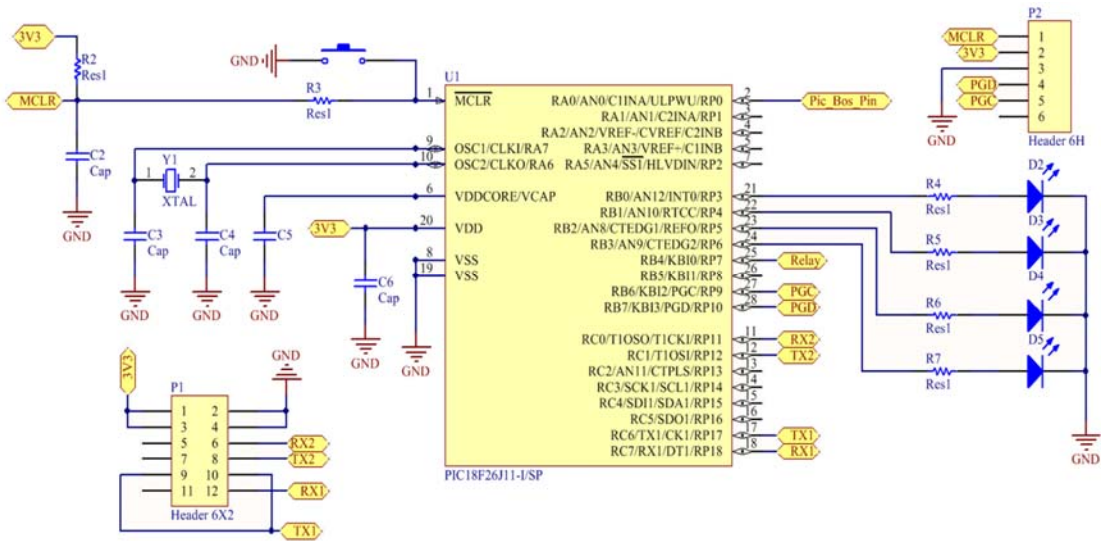 3V3
R2
Res1
MCLR
C2
Cap
GND
GND
R3
Res1
Y1
1 2
XTAL
C3
Cap
C4
Cap
C5
GND
GND
GND
3V3
C6
Cap
GND
GND
U1
1 MCLR
9 OSC1/CLKI/RA7
10 OSC2/CLKO/RA6
6 VDDCORE/VCAP
20 VDD
8 VSS
19 VSS
RA0/AN0/C1INA/ULPWU/RP0 2 Pic_Bos_Pin
RA1/AN1/C2INA/RP1 3
RA2/AN2/VREF-/CVREF/C2INB 4
RA3/AN3/VREF+/C1INB 5
RA5/AN4/SS1/HLVDIN/RP2 7
RB0/AN12/INT0/RP3 21
RB1/AN10/RTCC/RP4 22
RB2/AN8/CTEDG1/REFO/RP5 23
RB3/AN9/CTEDG2/RP6 24
RB4/KBI0/RP7 25 Relay
RB5/KBI1/RP8 26
RB6/KBI2/PGC/RP9 27 PGC
RB7/KBI3/PGD/RP10 28 PGD
RC0/T1OSO/T1CKI/RP11 11 RX2
RC1/T1OSI/RP12 2 TX2
RC2/AN11/CTPLS/RP13 3
RC3/SCK1/SCL1/RP14 4
RC4/SDI1/SDA1/RP15 5
RC5/SDO1/RP16 6
RC6/TX1/CK1/RP17 7 TX1
RC7/RX1/DT1/RP18 8 RX1
PIC18F26J11-I/SP
P2
MCLR 1
3V3 2
3
PGD 4
PGC 5
6
Header 6H
GND
R4
Res1
D2
R5
Res1
D3
R6
Res1
D4
R7
Res1
D5
GND
3V3
GND
P1
1 2
3 4
5 6 RX2
7 8 TX2
9 10
11 12 RX1
Header 6X2
TX1